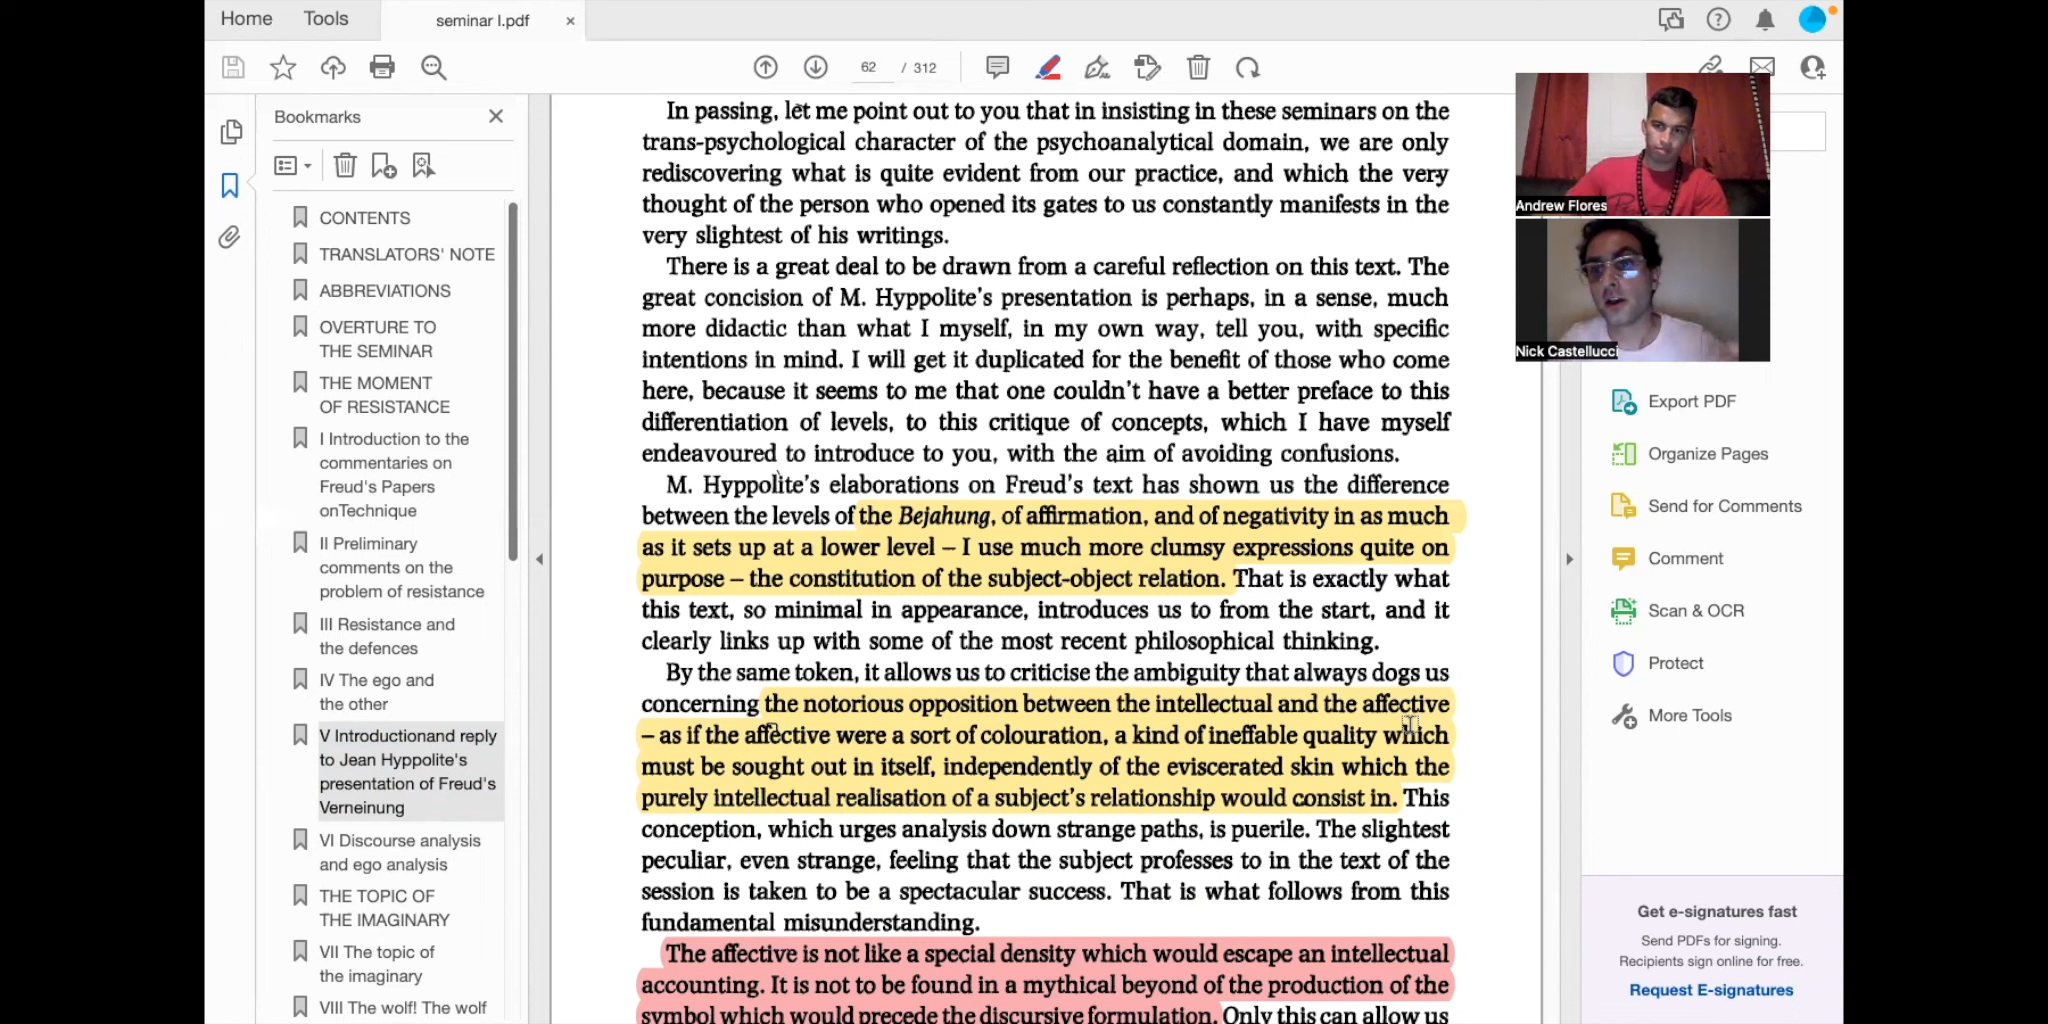 Home
Tools
seminar I.pdf
62 / 312
Bookmarks
CONTENTS
TRANSLATORS' NOTE
ABBREVIATIONS
OVERTURE TO
THE SEMINAR
THE MOMENT
OF RESISTANCE
I Introduction to the
commentaries on
Freud's Papers
onTechnique
II Preliminary
comments on the
problem of resistance
III Resistance and
the defences
IV The ego and
the other
V Introductionand reply
to Jean Hyppolite's
presentation of Freud's
Verneinung
VI Discourse analysis
and ego analysis
THE TOPIC OF
THE IMAGINARY
VII The topic of
the imaginary
VIII The wolf! The wolf
In passing, let me point out to you that in insisting in these seminars on the
trans-psychological character of the psychoanalytical domain, we are only
rediscovering what is quite evident from our practice, and which the very
thought of the person who opened its gates to us constantly manifests in the
very slightest of his writings.
There is a great deal to be drawn from a careful reflection on this text. The
great concision of M. Hyppolite's presentation is perhaps, in a sense, much
more didactic than what I myself, in my own way, tell you, with specific
intentions in mind. I will get it duplicated for the benefit of those who come
here, because it seems to me that one couldn't have a better preface to this
differentiation of levels, to this critique of concepts, which I have myself
endeavoured to introduce to you, with the aim of avoiding confusions.
M. Hyppolite's elaborations on Freud's text has shown us the difference
between the levels of the Bejahung, of affirmation, and of negativity in as much
as it sets up at a lower level – I use much more clumsy expressions quite on
purpose – the constitution of the subject-object relation. That is exactly what
this text, so minimal in appearance, introduces us to from the start, and it
clearly links up with some of the most recent philosophical thinking.
By the same token, it allows us to criticise the ambiguity that always dogs us
concerning the notorious opposition between the intellectual and the affective
– as if the affective were a sort of colouration, a kind of ineffable quality which
must be sought out in itself, independently of the eviscerated skin which the
purely intellectual realisation of a subject's relationship would consist in. This
conception, which urges analysis down strange paths, is puerile. The slightest
peculiar, even strange, feeling that the subject professes to in the text of the
session is taken to be a spectacular success. That is what follows from this
fundamental misunderstanding.
The affective is not like a special density which would escape an intellectual
accounting. It is not to be found in a mythical beyond of the production of the
symbol which would precede the discursive formulation. Only this can allow us
Andrew Flores
Nick Castellucci
Export PDF
Organize Pages
Send for Comments
Comment
Scan & OCR
Protect
More Tools
Get e-signatures fast
Send PDFs for signing.
Recipients sign online for free.
Request E-signatures